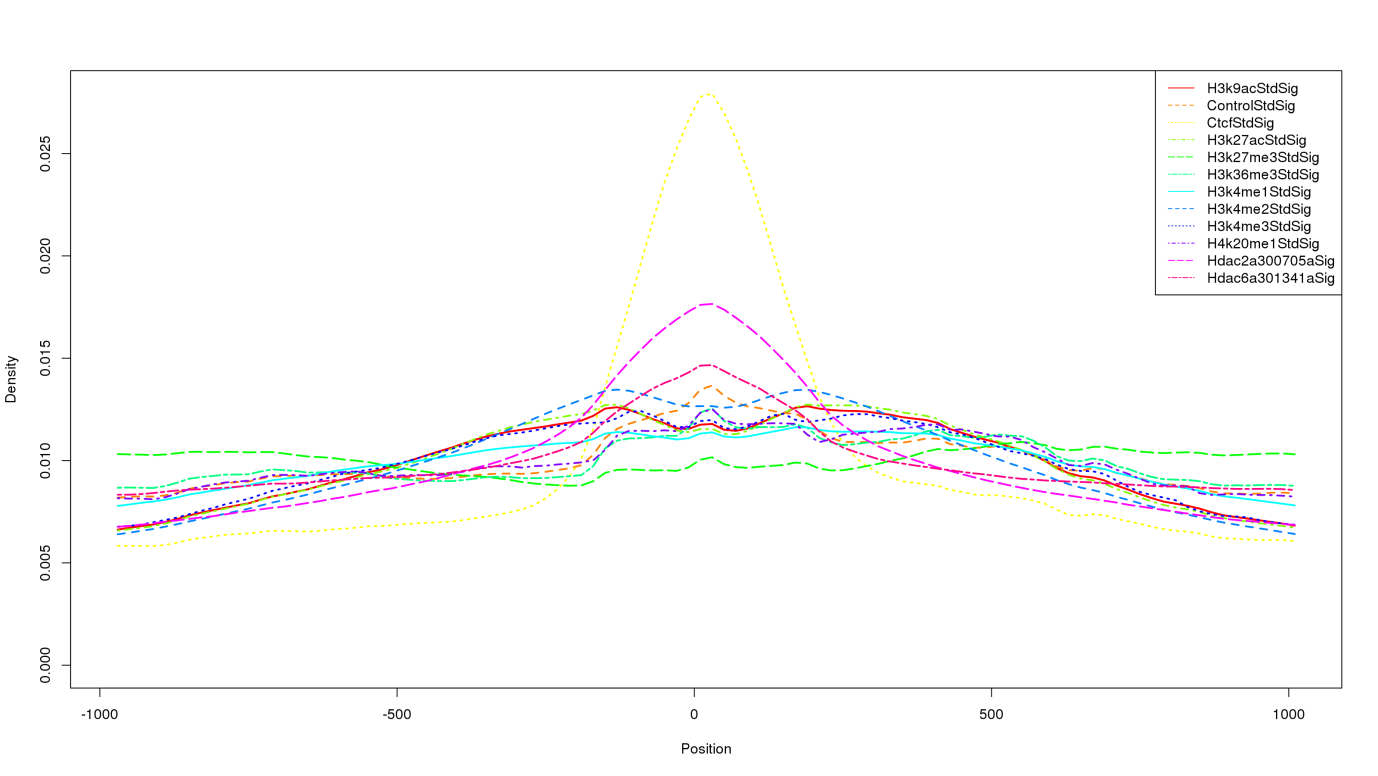 H3k9acStdSig
ControlStdSig
CtcfStdSig
H3k27acStdSig
H3k27me3StdSig
H3k36me3StdSig
H3k4me1StdSig
H3k4me2StdSig
H3k4me3StdSig
H4k20me1StdSig
Hdac2a300705aSig
Hdac6a301341aSig
Density
0.025
0.020
0.015
0.010
0.005
0.000
-1000 -500 0 500 1000
Position